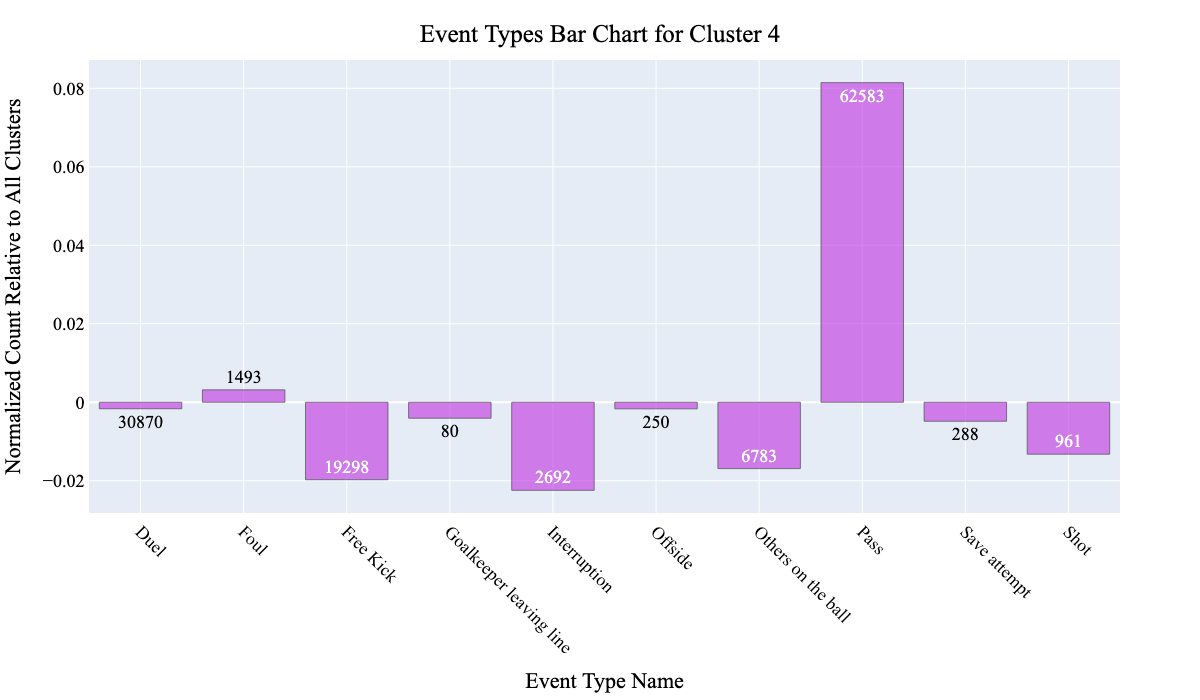 Event Types Bar Chart for Cluster 4
Normalized Count Relative to All Clusters
0.08
0.06
0.04
0.02
0
−0.02
30870
1493
19298
80
2692
250
6783
62583
288
961
Duel
Foul
Free Kick
Goalkeeper leaving line
Interruption
Offside
Others on the ball
Pass
Save attempt
Shot
Event Type Name